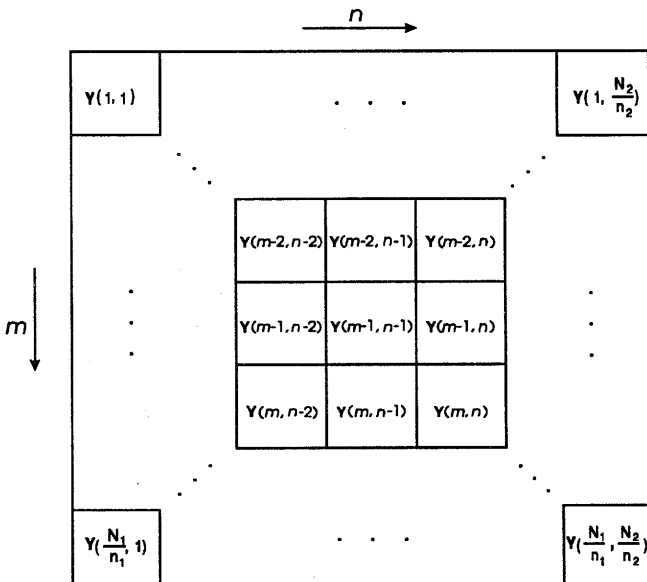 n
Y(1,1) . . . Y(1, N₂/n₂)
Y(m-2,n-2) Y(m-2,n-1) Y(m-2,n)
m
Y(m-1,n-2) Y(m-1,n-1) Y(m-1,n)
Y(m,n-2) Y(m,n-1) Y(m,n)
Y(N₁/n₁, 1) . . . Y(N₁/n₁, N₂/n₂)